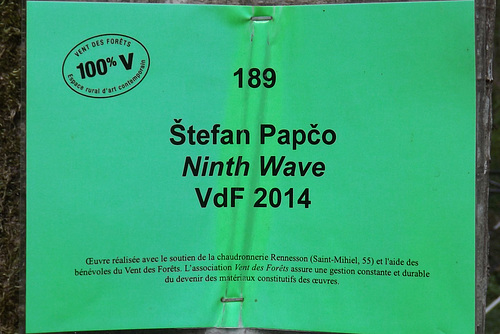 VENT DES FORÊTS
100% V
Espace rural d'art contemporain
189
Štefan Papčo
Ninth Wave
VdF 2014
Œuvre réalisée avec le soutien de la chaudronnerie Rennesson (Saint-Mihiel, 55) et l'aide des
bénévoles du Vent des Forêts. L'association Vent des Forêts assure une gestion constante et durable
du devenir des matériaux constitutifs des œuvres.